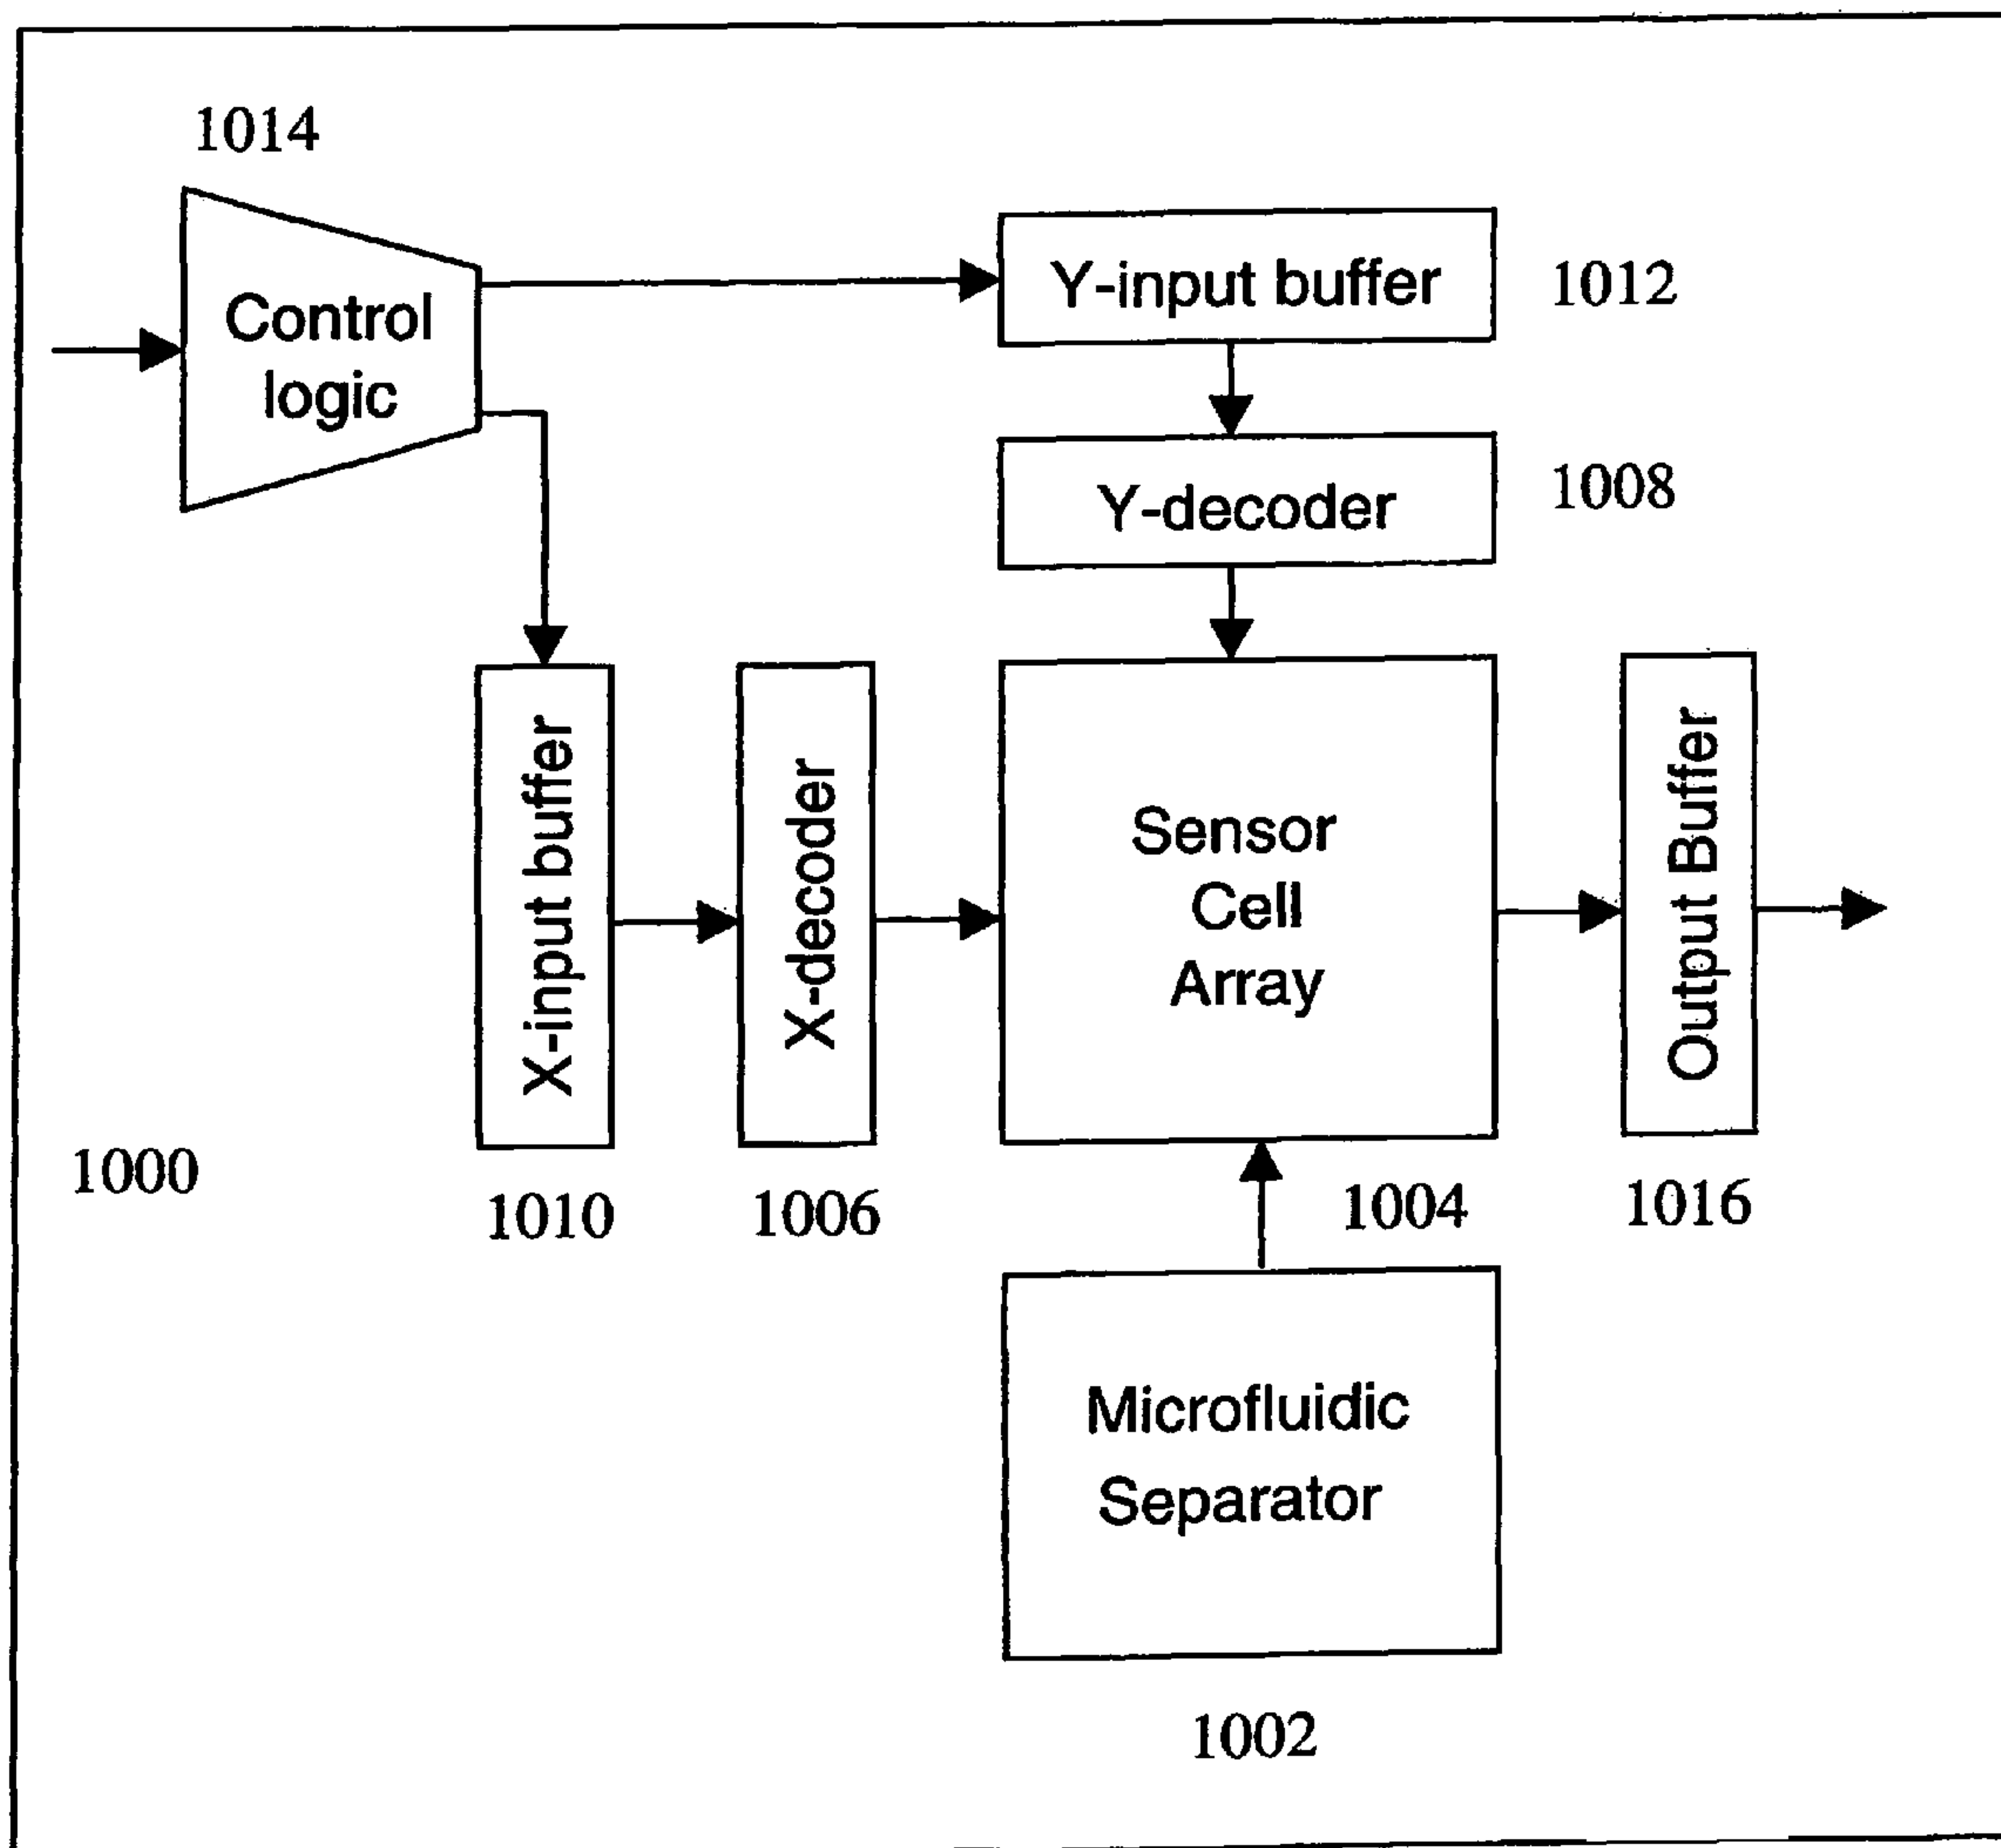 1014
Control
logic
Y-input buffer
1012
Y-decoder
1008
X-input buffer
X-decoder
Sensor
Cell
Array
Output Buffer
1000
1010
1006
1004
1016
Microfluidic
Separator
1002